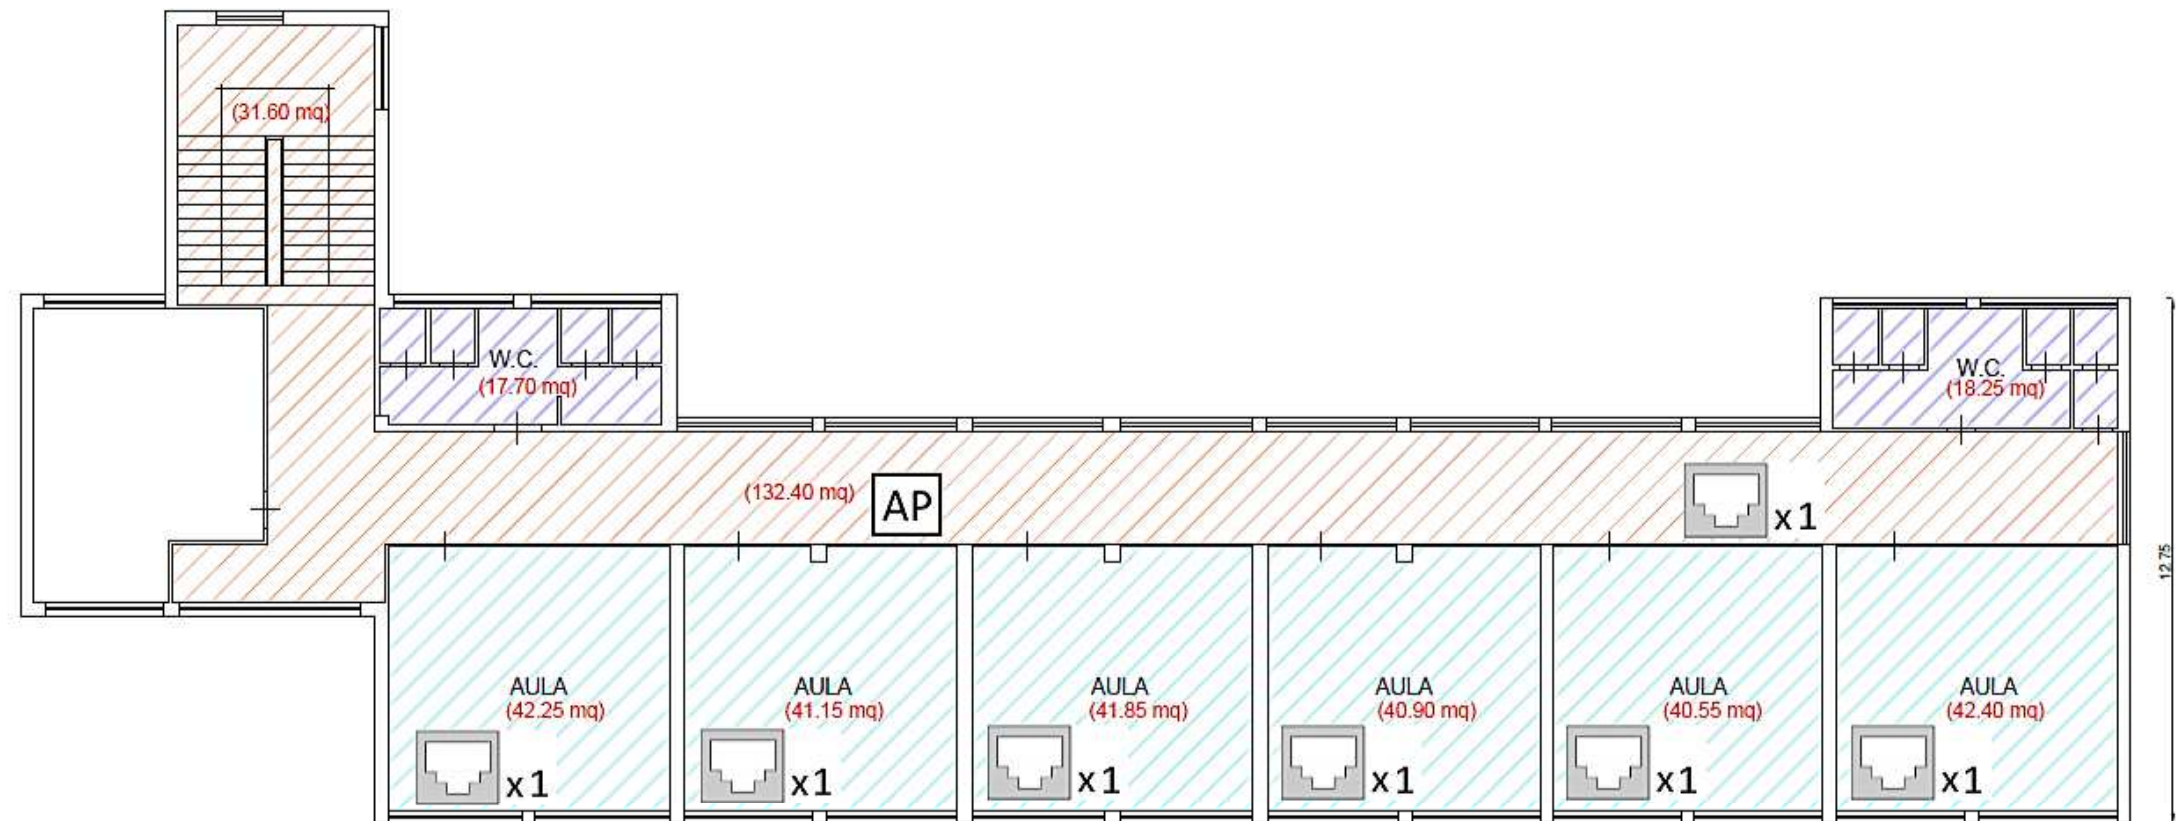 (31.60 mq)
W.C.
(17.70 mq)
W.C.
(18.25 mq)
(132.40 mq)
AP
x1
12.75
AULA
(42.25 mq)
AULA
(41.15 mq)
AULA
(41.85 mq)
AULA
(40.90 mq)
AULA
(40.55 mq)
AULA
(42.40 mq)
x1
x1
x1
x1
x1
x1